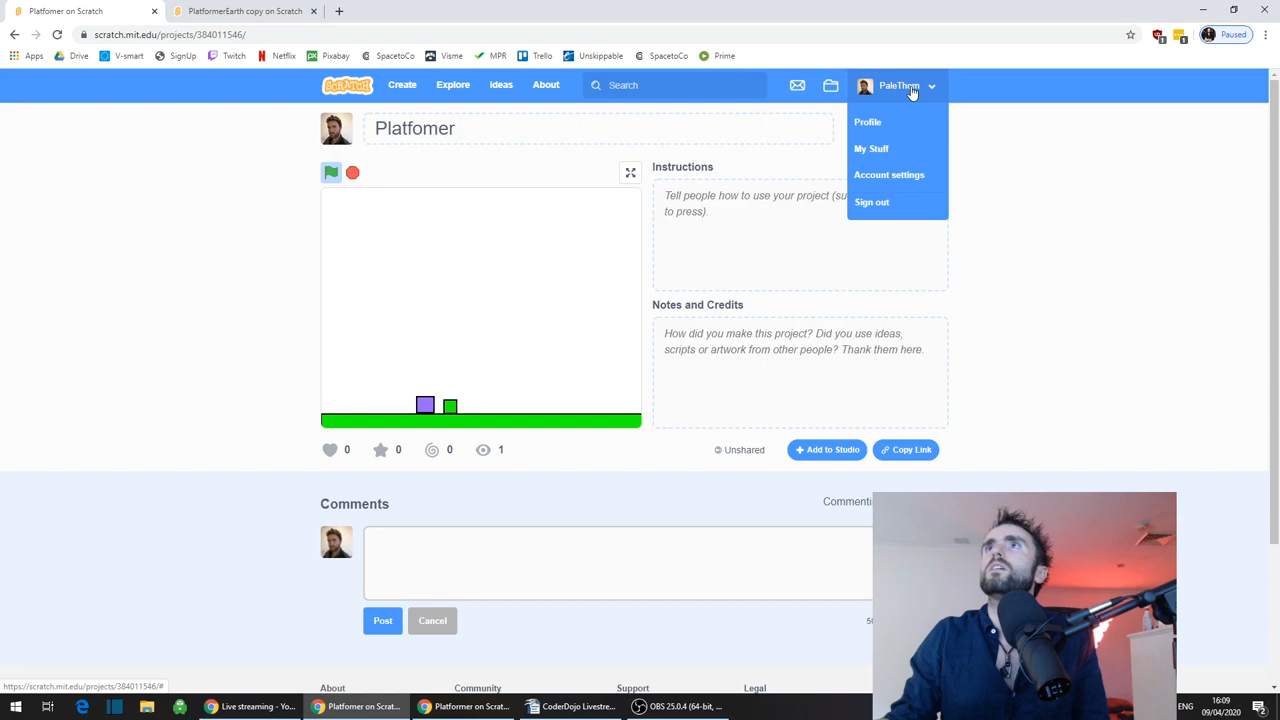 Platfomer on Scratch
PlatformerEarth copy on Scratch
scratch.mit.edu/projects/384011546/
Paused
Apps
Drive
V-smart
SignUp
Twitch
Netflix
Pixabay
SpacetoCo
Visme
MPR
Trello
Unskippable
SpacetoCo
Prime
SCRATCH
Create
Explore
Ideas
About
Search
PaleThom
Profile
My Stuff
Account settings
Sign out
Platfomer
Instructions
Tell people how to use your project (su
to press).
Notes and Credits
How did you make this project? Did you use ideas,
scripts or artwork from other people? Thank them here.
0
0
0
1
Unshared
Add to Studio
Copy Link
Comments
Commenti
Post
Cancel
50
https://scratch.mit.edu/projects/384011546/#
About
Community
Support
Legal
Live streaming - Yo...
Platfomer on Scrat...
Platformer on Scrat...
CoderDojo Livestre...
OBS 25.0.4 (64-bit, ...
ENG
16:09
09/04/2020